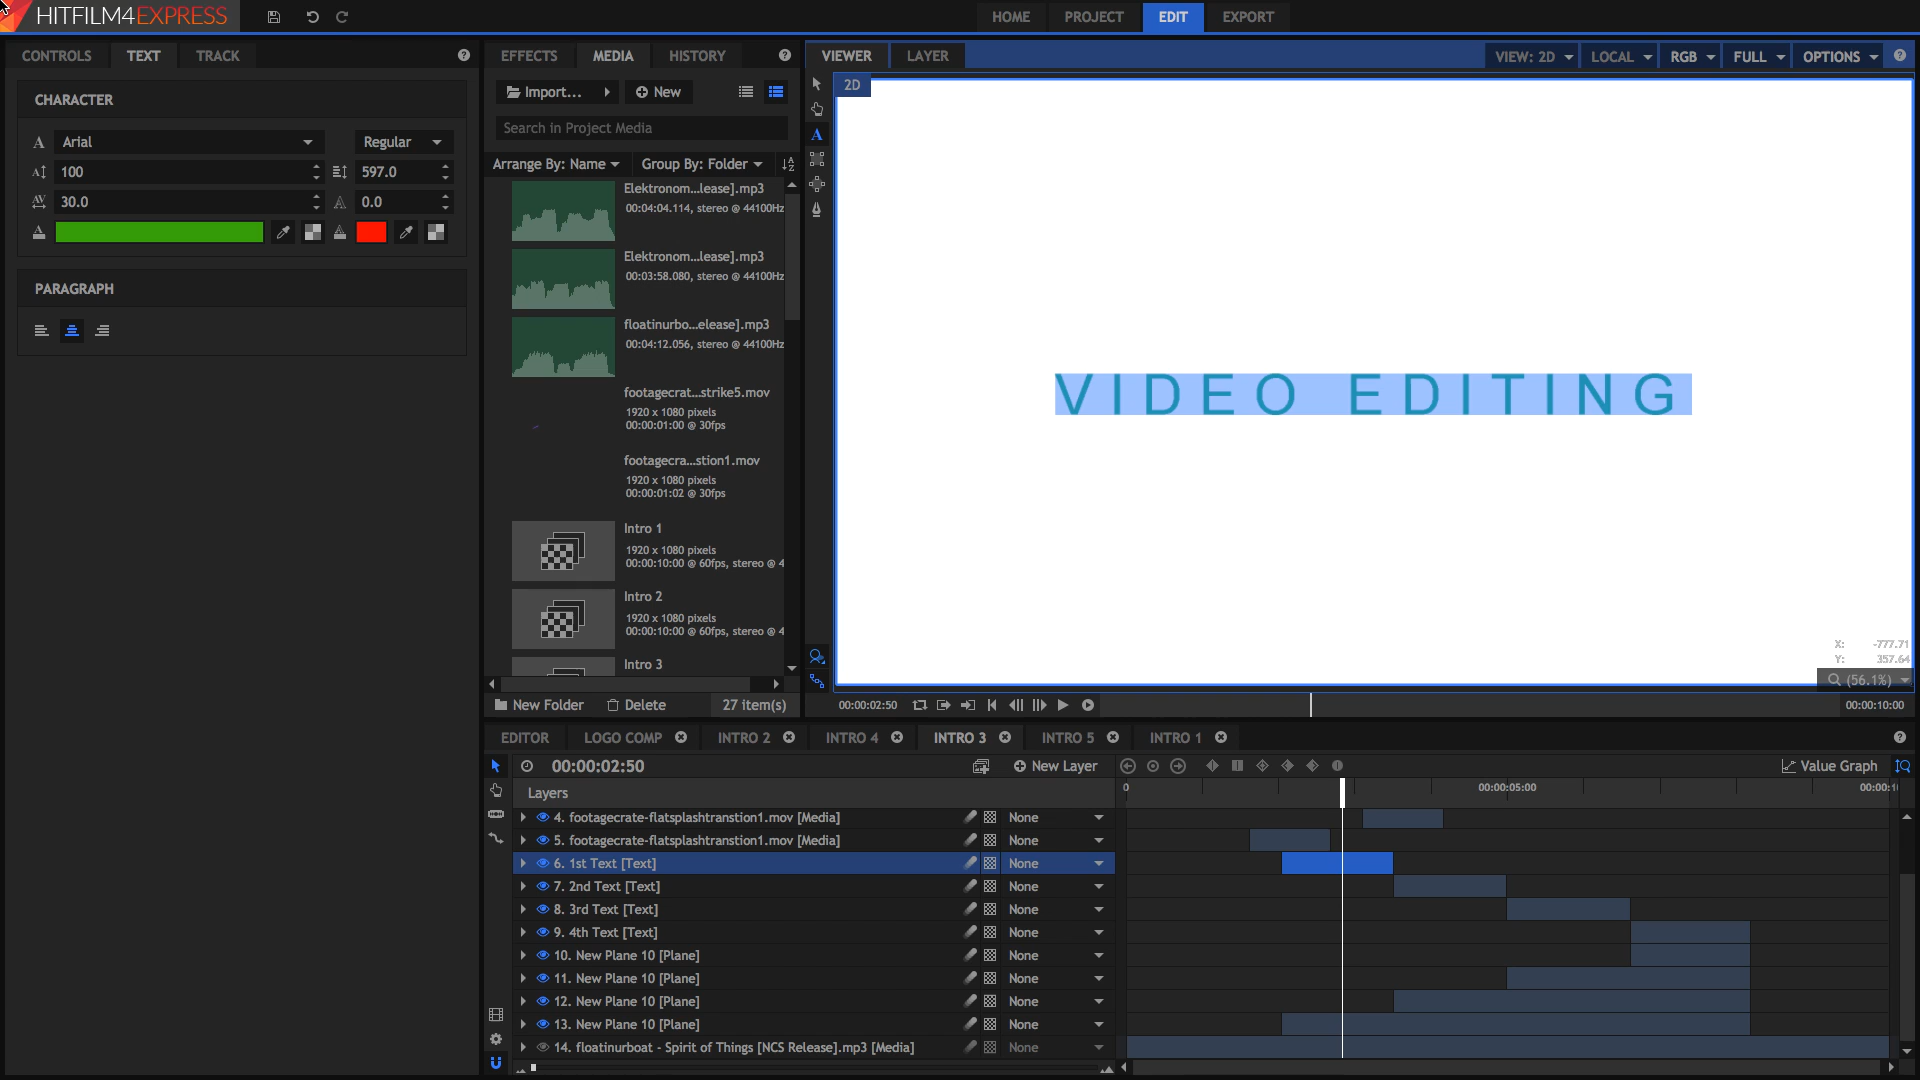 HITFILM4EXPRESS
HOME PROJECT EDIT EXPORT
CONTROLS TEXT TRACK
CHARACTER
Arial Regular
100 597.0
30.0 0.0
PARAGRAPH
EFFECTS MEDIA HISTORY
Import... New
Search in Project Media
Arrange By: Name Group By: Folder
Elektronom...lease].mp3
00:04:04.114, stereo @ 44100Hz
Elektronom...lease].mp3
00:03:58.080, stereo @ 44100Hz
floatinurbo...elease].mp3
00:04:12.056, stereo @ 44100Hz
footagecrat...strike5.mov
1920 x 1080 pixels
00:00:01:00 @ 30fps
footagecra...stion1.mov
1920 x 1080 pixels
00:00:01:02 @ 30fps
Intro 1
1920 x 1080 pixels
00:00:10:00 @ 60fps, stereo @ 4
Intro 2
1920 x 1080 pixels
00:00:10:00 @ 60fps, stereo @ 4
Intro 3
New Folder Delete 27 item(s)
VIEWER LAYER
VIEW: 2D LOCAL RGB FULL OPTIONS
2D
VIDEO EDITING
X: -777.71
Y: 357.64
(56.1%)
00:00:02:50 00:00:10:00
EDITOR LOGO COMP INTRO 2 INTRO 4 INTRO 3 INTRO 5 INTRO 1
00:00:02:50 New Layer Value Graph
Layers 0 00:00:05:00 00:00:1
4. footagecrate-flatsplashtranstion1.mov [Media] None
5. footagecrate-flatsplashtranstion1.mov [Media] None
6. 1st Text [Text] None
7. 2nd Text [Text] None
8. 3rd Text [Text] None
9. 4th Text [Text] None
10. New Plane 10 [Plane] None
11. New Plane 10 [Plane] None
12. New Plane 10 [Plane] None
13. New Plane 10 [Plane] None
14. floatinurboat - Spirit of Things [NCS Release].mp3 [Media] None